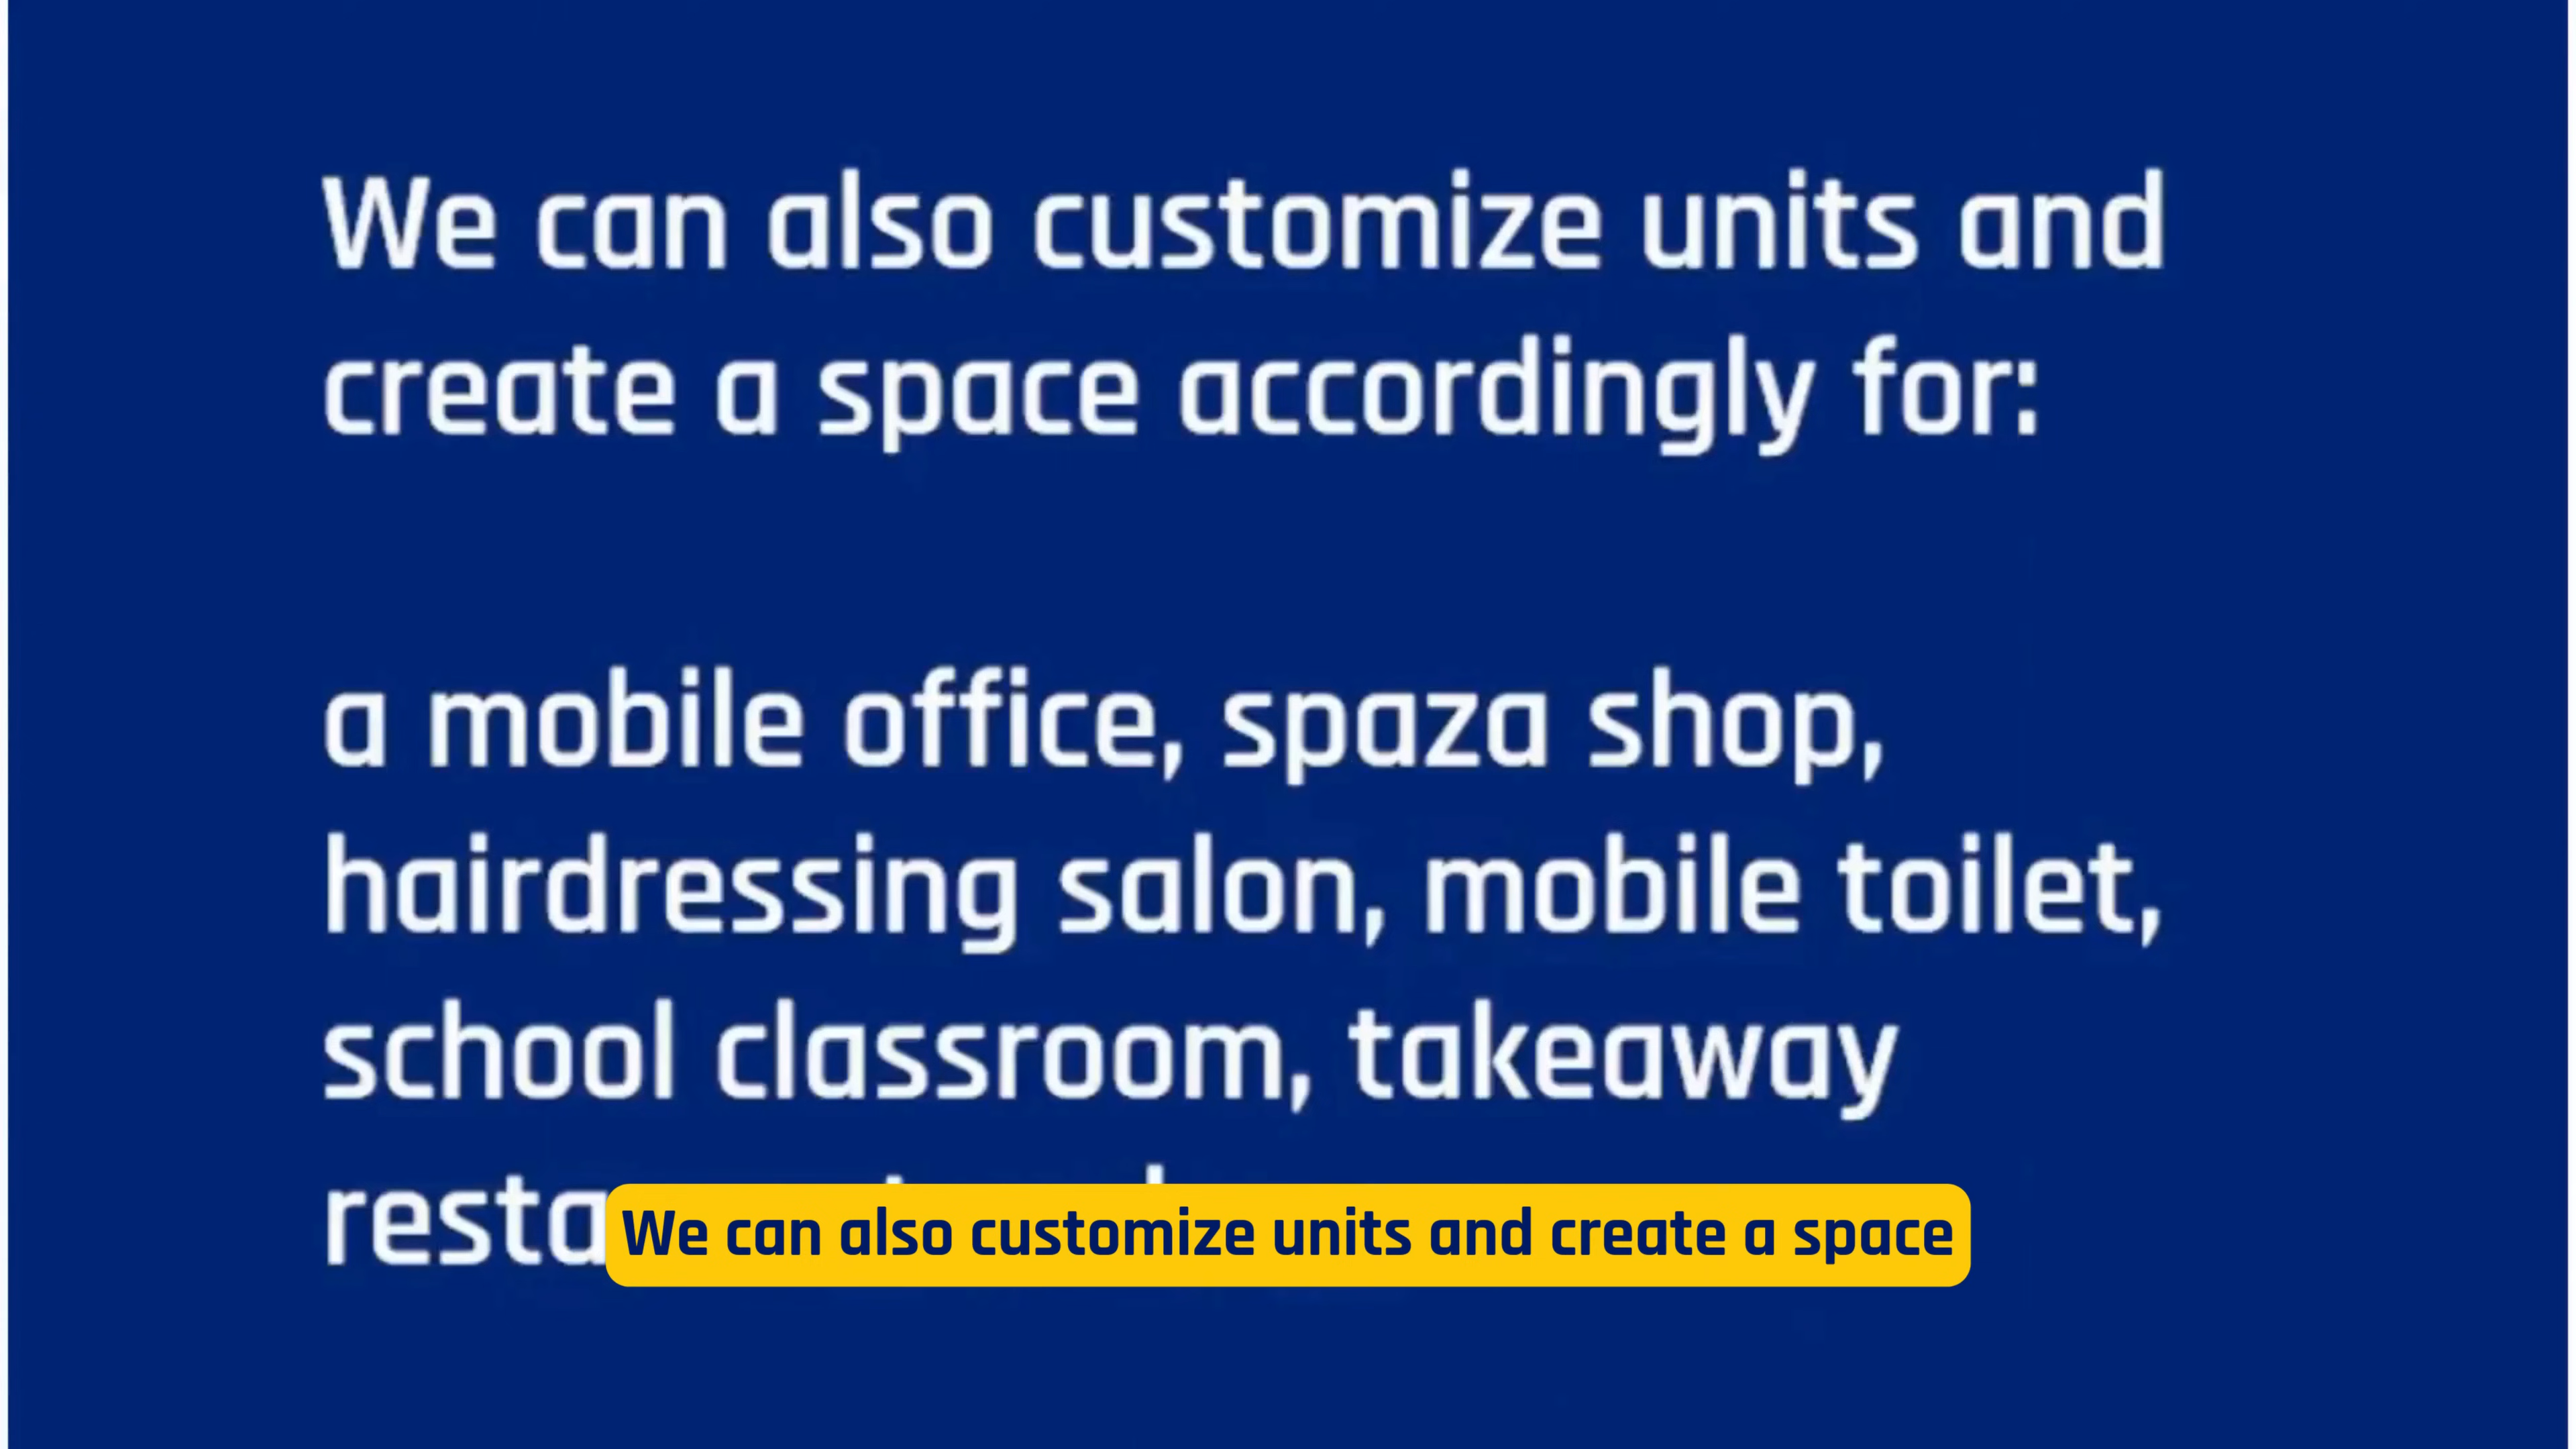 We can also customize units and
create a space accordingly for:
a mobile office, spaza shop,
hairdressing salon, mobile toilet,
school classroom, takeaway
We can also customize units and create a space